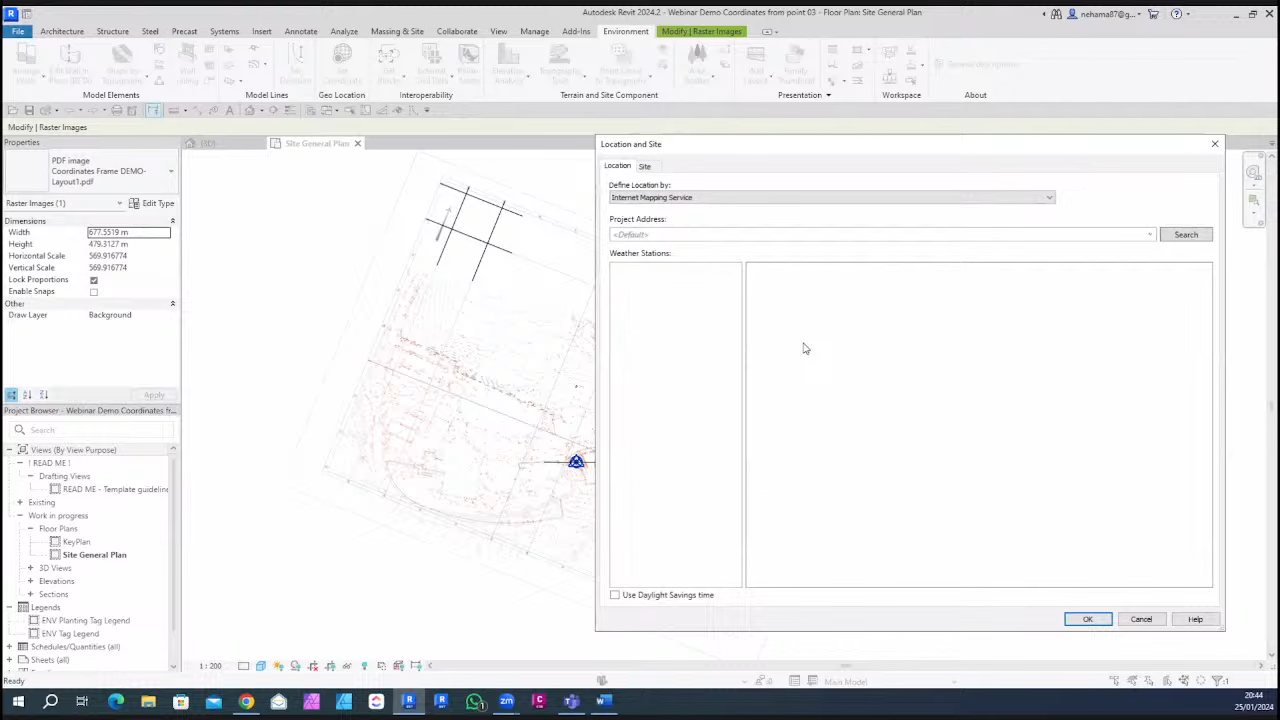 Autodesk Revit 2024.2 - Webinar Demo Coordinates from point 03 - Floor Plan: Site General Plan
nehama87@g...
File Architecture Structure Steel Precast Systems Insert Annotate Analyze Massing & Site Collaborate View Manage Add-Ins Environment Modify | Raster Images
Model Elements Model Lines Geo Location Interoperability Terrain and Site Component Presentation Workspace About
Modify | Raster Images
Properties
PDF image
Coordinates Frame DEMO-
Layout1.pdf
Raster Images (1)
Edit Type
Dimensions
Width 677.5519 m
Height 479.3127 m
Horizontal Scale 569.916774
Vertical Scale 569.916774
Lock Proportions
Enable Snaps
Other
Draw Layer Background
Apply
Project Browser - Webinar Demo Coordinates fr...
Search
Views (By View Purpose)
! READ ME !
Drafting Views
READ ME - Template guideline
Existing
Work in progress
Floor Plans
KeyPlan
Site General Plan
3D Views
Elevations
Sections
Legends
ENV Planting Tag Legend
ENV Tag Legend
Schedules/Quantities (all)
Sheets (all)
{3D}
Site General Plan
Location and Site
Location Site
Define Location by:
Internet Mapping Service
Project Address:
<Default>
Search
Weather Stations:
Use Daylight Savings time
OK Cancel Help
1 : 200
Ready
:0
Main Model
:1
20:44
25/01/2024